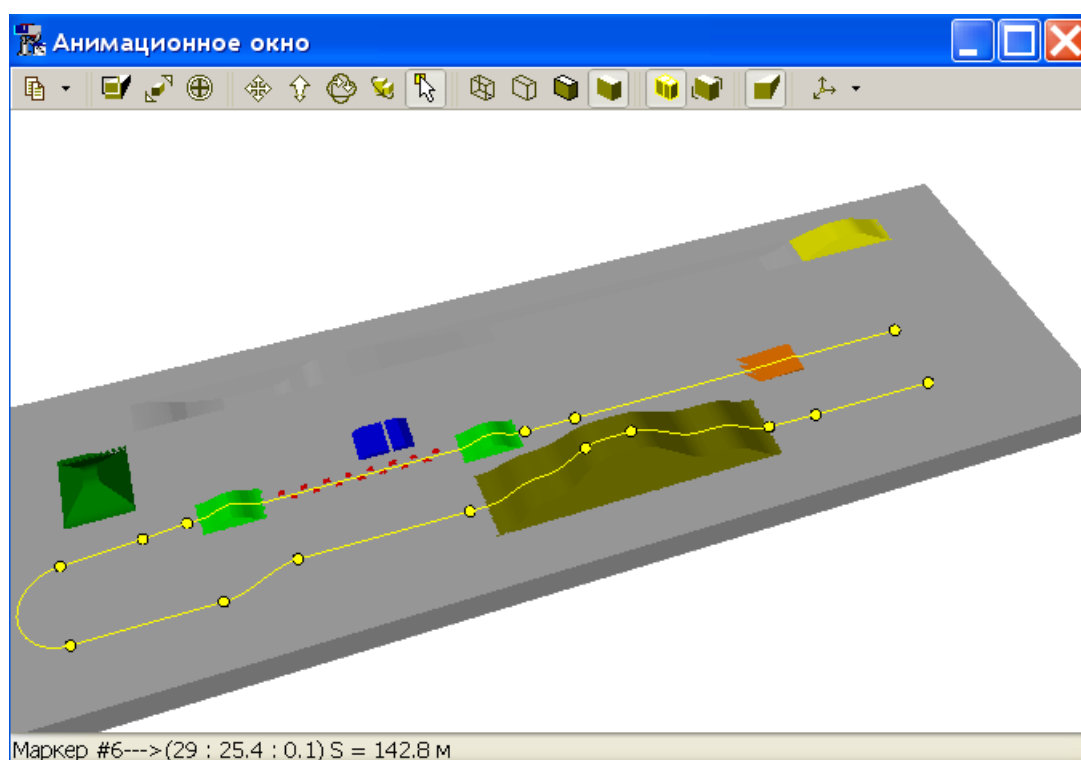 Анимационное окно
Маркер #6--->(29 : 25.4 : 0.1) S = 142.8 м